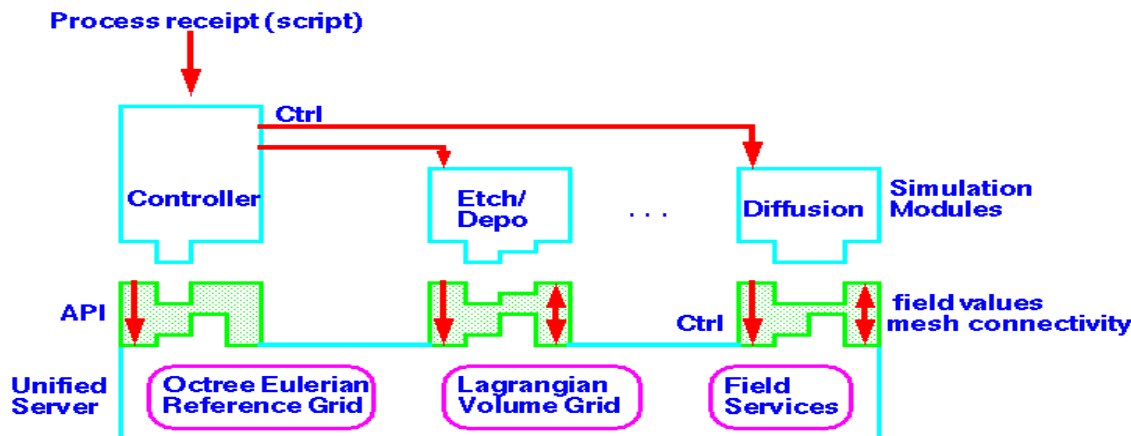 Process receipt (script)
Ctrl
Controller
Etch/
Depo
. . .
Diffusion
Simulation
Modules
API
Ctrl
field values
mesh connectivity
Unified
Server
Octree Eulerian
Reference Grid
Lagrangian
Volume Grid
Field
Services